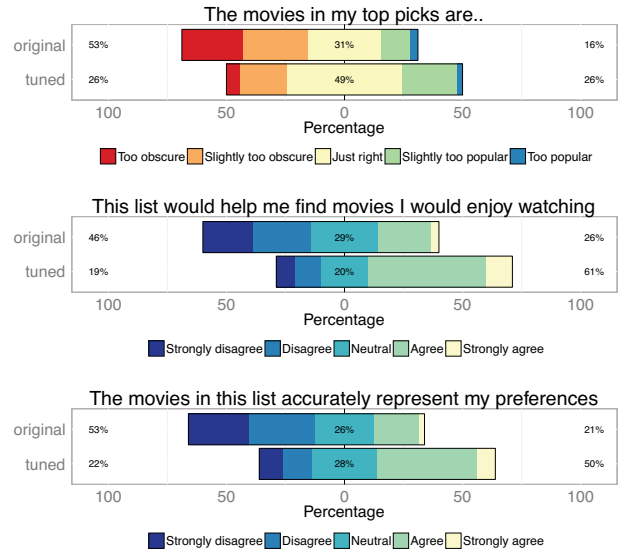 The movies in my top picks are..
original 53% 31% 16%
tuned 26% 49% 26%
100 50 0 50 100
Percentage
Too obscure Slightly too obscure Just right Slightly too popular Too popular
This list would help me find movies I would enjoy watching
original 46% 29% 26%
tuned 19% 20% 61%
100 50 0 50 100
Percentage
Strongly disagree Disagree Neutral Agree Strongly agree
The movies in this list accurately represent my preferences
original 53% 26% 21%
tuned 22% 28% 50%
100 50 0 50 100
Percentage
Strongly disagree Disagree Neutral Agree Strongly agree